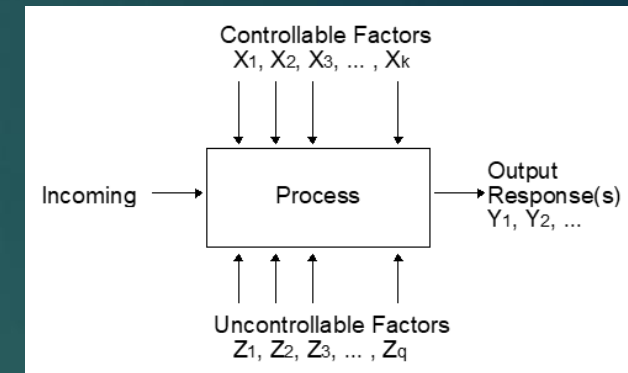 Controllable Factors
X1, X2, X3, ... , Xk
Incoming
Process
Output
Response(s)
Y1, Y2, ...
Uncontrollable Factors
Z1, Z2, Z3, ... , Zq